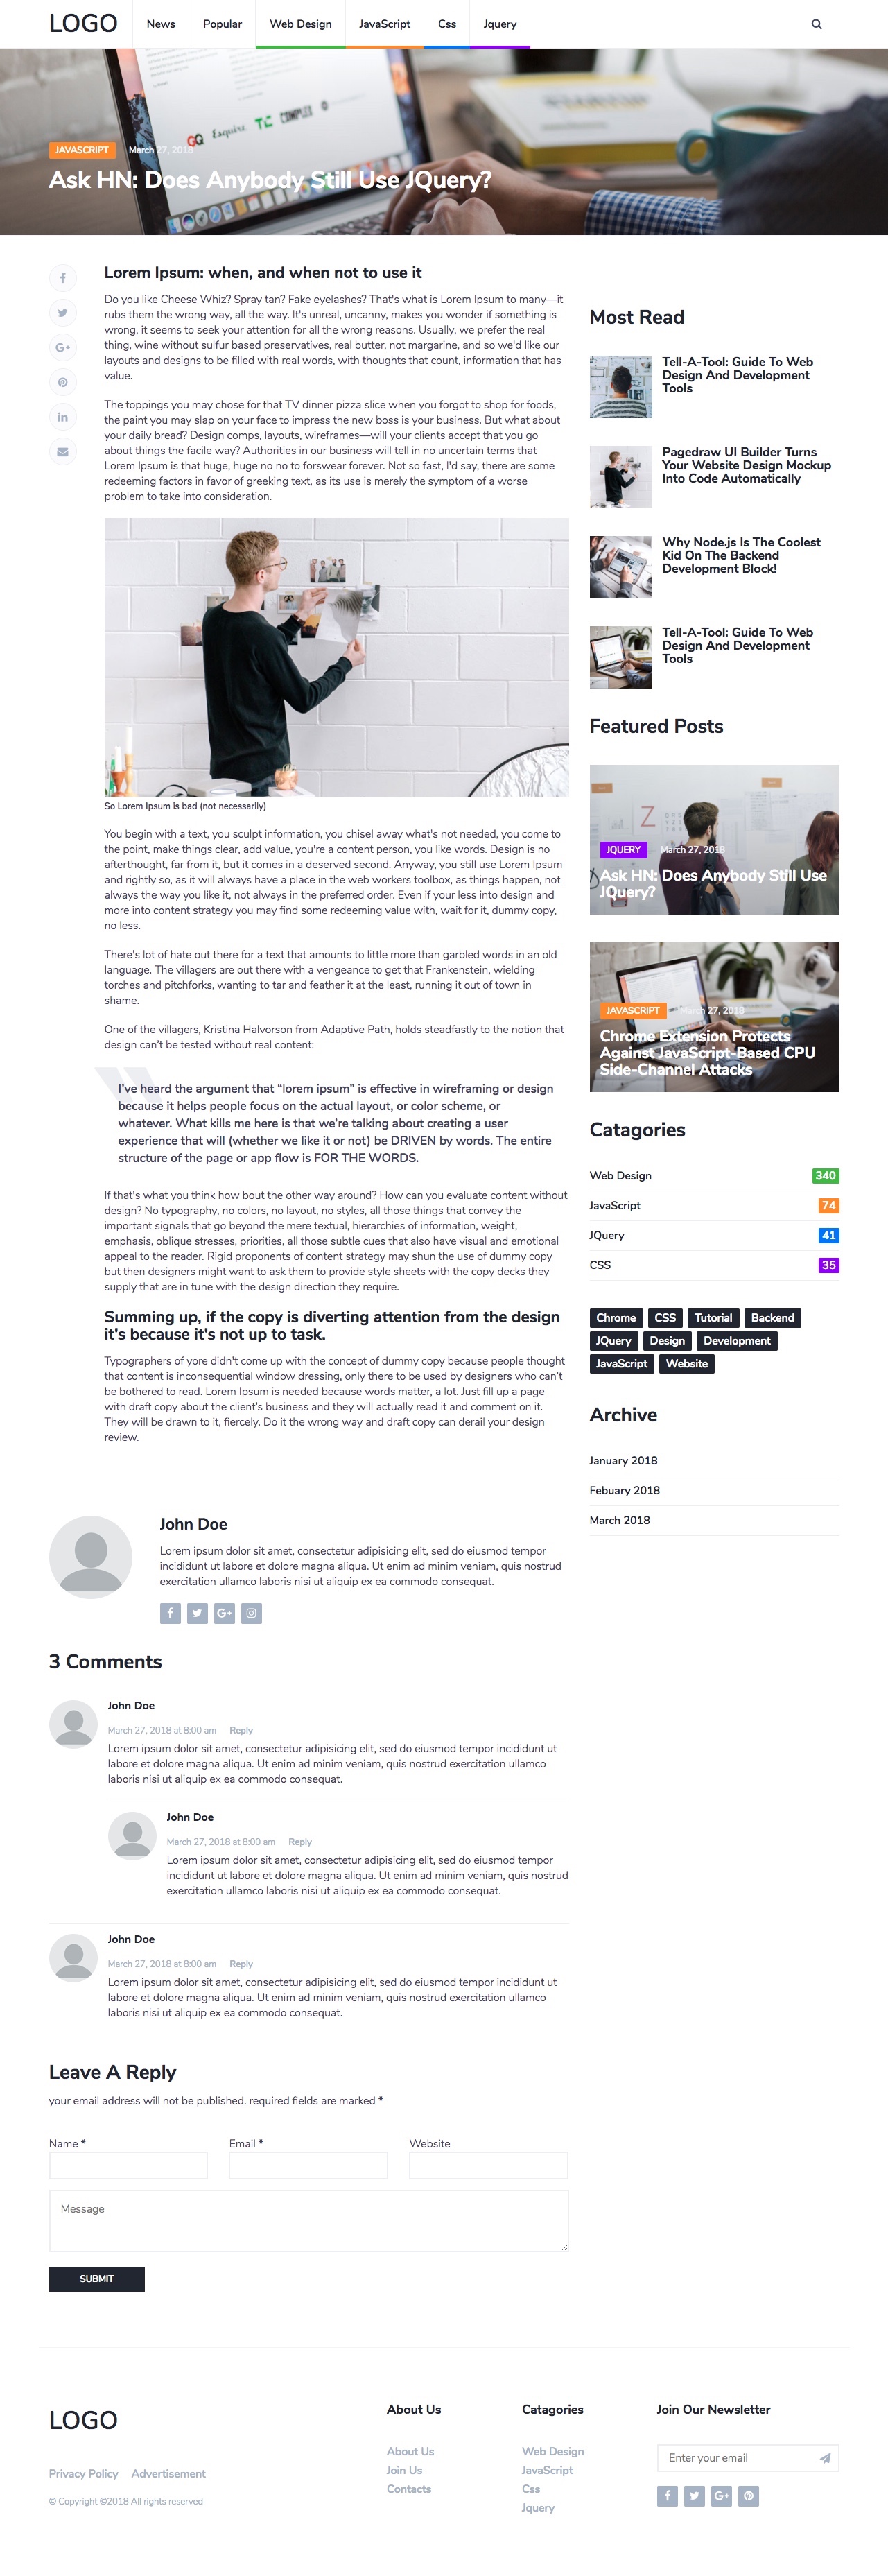 LOGO
News
Popular
Web Design
JavaScript
Css
Jquery
GQ Esquire TC COMPLEX
JAVASCRIPT
March 27, 2018
Ask HN: Does Anybody Still Use JQuery?
Lorem Ipsum: when, and when not to use it
Do you like Cheese Whiz? Spray tan? Fake eyelashes? That's what is Lorem Ipsum to many—it
rubs them the wrong way, all the way. It's unreal, uncanny, makes you wonder if something is
wrong, it seems to seek your attention for all the wrong reasons. Usually, we prefer the real
thing, wine without sulfur based preservatives, real butter, not margarine, and so we'd like our
layouts and designs to be filled with real words, with thoughts that count, information that has
value.
The toppings you may chose for that TV dinner pizza slice when you forgot to shop for foods,
the paint you may slap on your face to impress the new boss is your business. But what about
your daily bread? Design comps, layouts, wireframes—will your clients accept that you go
about things the facile way? Authorities in our business will tell in no uncertain terms that
Lorem Ipsum is that huge, huge no no to forswear forever. Not so fast, I'd say, there are some
redeeming factors in favor of greeking text, as its use is merely the symptom of a worse
problem to take into consideration.
So Lorem Ipsum is bad (not necessarily)
You begin with a text, you sculpt information, you chisel away what's not needed, you come to
the point, make things clear, add value, you're a content person, you like words. Design is no
afterthought, far from it, but it comes in a deserved second. Anyway, you still use Lorem Ipsum
and rightly so, as it will always have a place in the web workers toolbox, as things happen, not
always the way you like it, not always in the preferred order. Even if your less into design and
more into content strategy you may find some redeeming value with, wait for it, dummy copy,
no less.
There's lot of hate out there for a text that amounts to little more than garbled words in an old
language. The villagers are out there with a vengeance to get that Frankenstein, wielding
torches and pitchforks, wanting to tar and feather it at the least, running it out of town in
shame.
One of the villagers, Kristina Halvorson from Adaptive Path, holds steadfastly to the notion that
design can't be tested without real content:
I've heard the argument that “lorem ipsum” is effective in wireframing or design
because it helps people focus on the actual layout, or color scheme, or
whatever. What kills me here is that we're talking about creating a user
experience that will (whether we like it or not) be DRIVEN by words. The entire
structure of the page or app flow is FOR THE WORDS.
If that's what you think how bout the other way around? How can you evaluate content without
design? No typography, no colors, no layout, no styles, all those things that convey the
important signals that go beyond the mere textual, hierarchies of information, weight,
emphasis, oblique stresses, priorities, all those subtle cues that also have visual and emotional
appeal to the reader. Rigid proponents of content strategy may shun the use of dummy copy
but then designers might want to ask them to provide style sheets with the copy decks they
supply that are in tune with the design direction they require.
Summing up, if the copy is diverting attention from the design
it's because it's not up to task.
Typographers of yore didn't come up with the concept of dummy copy because people thought
that content is inconsequential window dressing, only there to be used by designers who can't
be bothered to read. Lorem Ipsum is needed because words matter, a lot. Just fill up a page
with draft copy about the client's business and they will actually read it and comment on it.
They will be drawn to it, fiercely. Do it the wrong way and draft copy can derail your design
review.
John Doe
Lorem ipsum dolor sit amet, consectetur adipisicing elit, sed do eiusmod tempor
incididunt ut labore et dolore magna aliqua. Ut enim ad minim veniam, quis nostrud
exercitation ullamco laboris nisi ut aliquip ex ea commodo consequat.
3 Comments
John Doe
March 27, 2018 at 8:00 am
Reply
Lorem ipsum dolor sit amet, consectetur adipisicing elit, sed do eiusmod tempor incididunt ut
labore et dolore magna aliqua. Ut enim ad minim veniam, quis nostrud exercitation ullamco
laboris nisi ut aliquip ex ea commodo consequat.
John Doe
March 27, 2018 at 8:00 am
Reply
Lorem ipsum dolor sit amet, consectetur adipisicing elit, sed do eiusmod tempor
incididunt ut labore et dolore magna aliqua. Ut enim ad minim veniam, quis nostrud
exercitation ullamco laboris nisi ut aliquip ex ea commodo consequat.
John Doe
March 27, 2018 at 8:00 am
Reply
Lorem ipsum dolor sit amet, consectetur adipisicing elit, sed do eiusmod tempor incididunt ut
labore et dolore magna aliqua. Ut enim ad minim veniam, quis nostrud exercitation ullamco
laboris nisi ut aliquip ex ea commodo consequat.
Leave A Reply
your email address will not be published. required fields are marked *
Name *
Email *
Website
Message
SUBMIT
Most Read
Tell-A-Tool: Guide To Web
Design And Development
Tools
Pagedraw UI Builder Turns
Your Website Design Mockup
Into Code Automatically
Why Node.js Is The Coolest
Kid On The Backend
Development Block!
Tell-A-Tool: Guide To Web
Design And Development
Tools
Featured Posts
JQUERY
March 27, 2018
Ask HN: Does Anybody Still Use
JQuery?
JAVASCRIPT
March 27, 2018
Chrome Extension Protects
Against JavaScript-Based CPU
Side-Channel Attacks
Catagories
Web Design 340
JavaScript 74
JQuery 41
CSS 35
Chrome CSS Tutorial Backend
JQuery Design Development
JavaScript Website
Archive
January 2018
Febuary 2018
March 2018
LOGO
Privacy Policy
Advertisement
© Copyright ©2018 All rights reserved
About Us
About Us
Join Us
Contacts
Catagories
Web Design
JavaScript
Css
Jquery
Join Our Newsletter
Enter your email